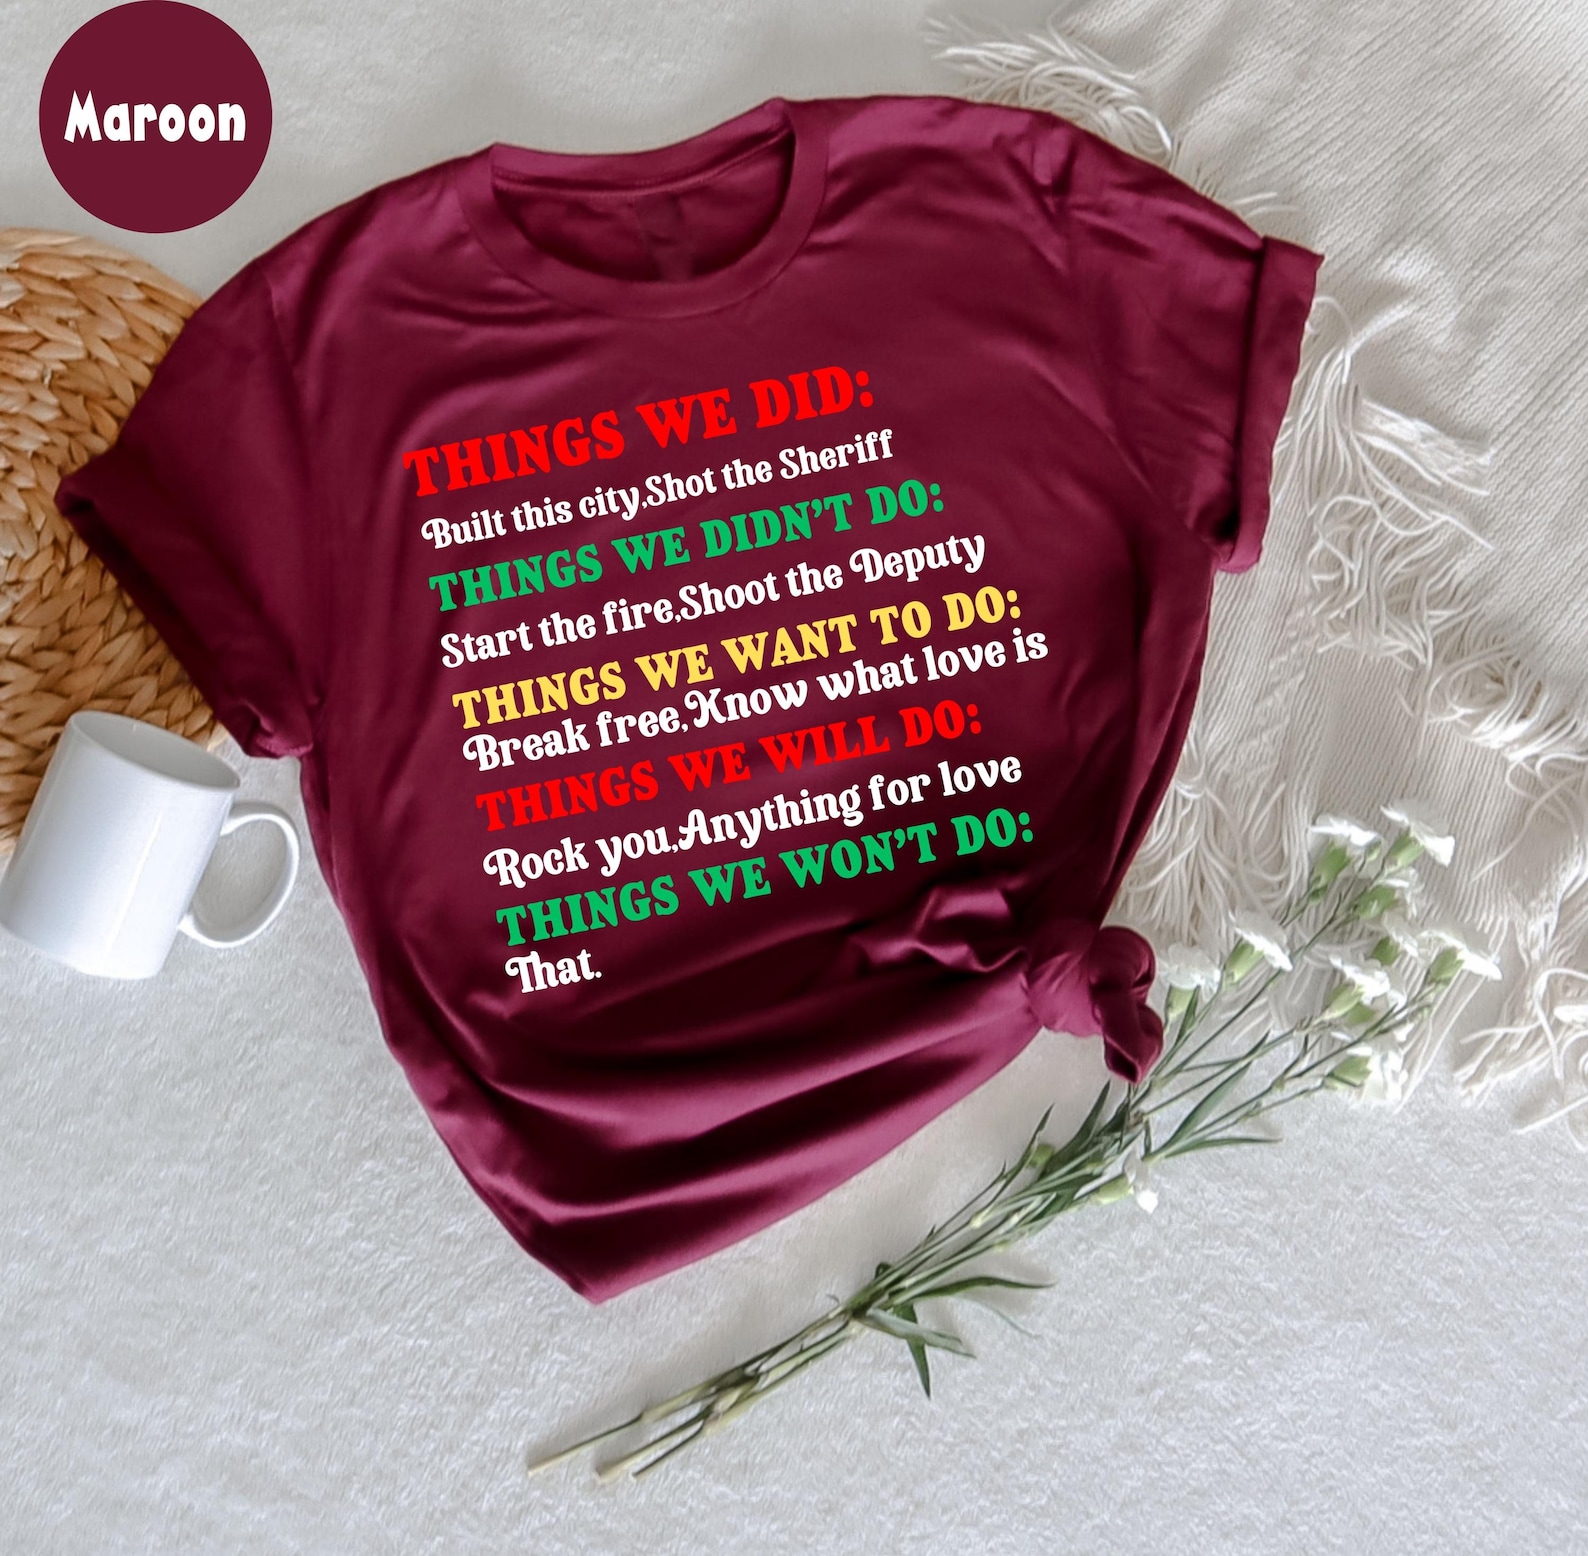 Maroon
THINGS WE DID:
Built this city,Shot the Sheriff
THINGS WE DIDN'T DO:
Start the fire,Shoot the Deputy
THINGS WE WANT TO DO:
Break free,Know what love is
THINGS WE WILL DO:
Rock you,Anything for love
THINGS WE WON'T DO:
That.